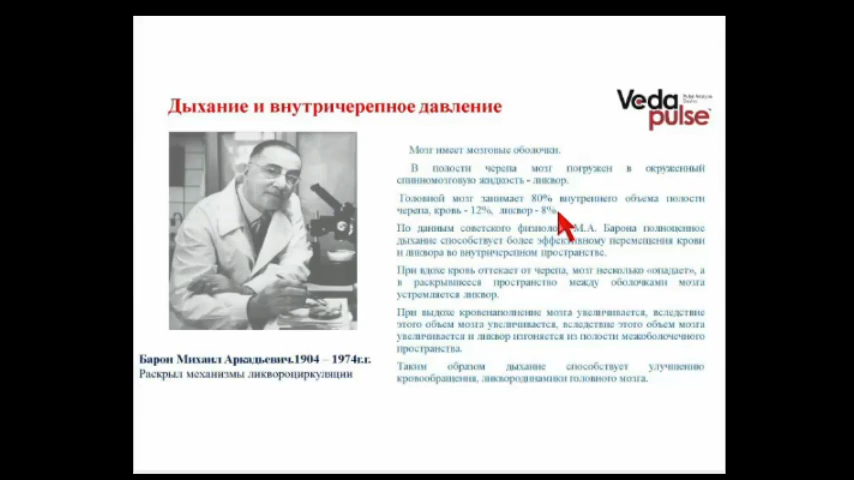 Дыхание и внутричерепное давление
Veda
pulse
Мозг имеет мозговые оболочки.
В полости черепа мозг погружен в окруженный
спинномозговую жидкость - ликвор.
Головной мозг занимает 80% внутреннего объема полости
черепа, кровь - 12%, ликвор - 8%
По данным советского М.А. Барона полноценное
дыхание способствует более эффективному перемещения крови
и ликвора во внутричерепном пространстве.
При вдохе кровь оттекает от черепа, мозг несколько «опадает», а
в раскрывшееся пространство между оболочками мозга
устремляется ликвор.
При выдохе кровенаполнение мозга увеличивается, вследствие
этого объем мозга увеличивается, вследствие этого объем мозга
увеличивается и ликвор изгоняется из полости межоболочечного
пространства.
Таким образом дыхание способствует улучшению
кровообращения, ликвородинамики головного мозга.
Барон Михаил Аркадьевич.1904 – 1974г.г.
Раскрыл механизмы ликвороциркуляции